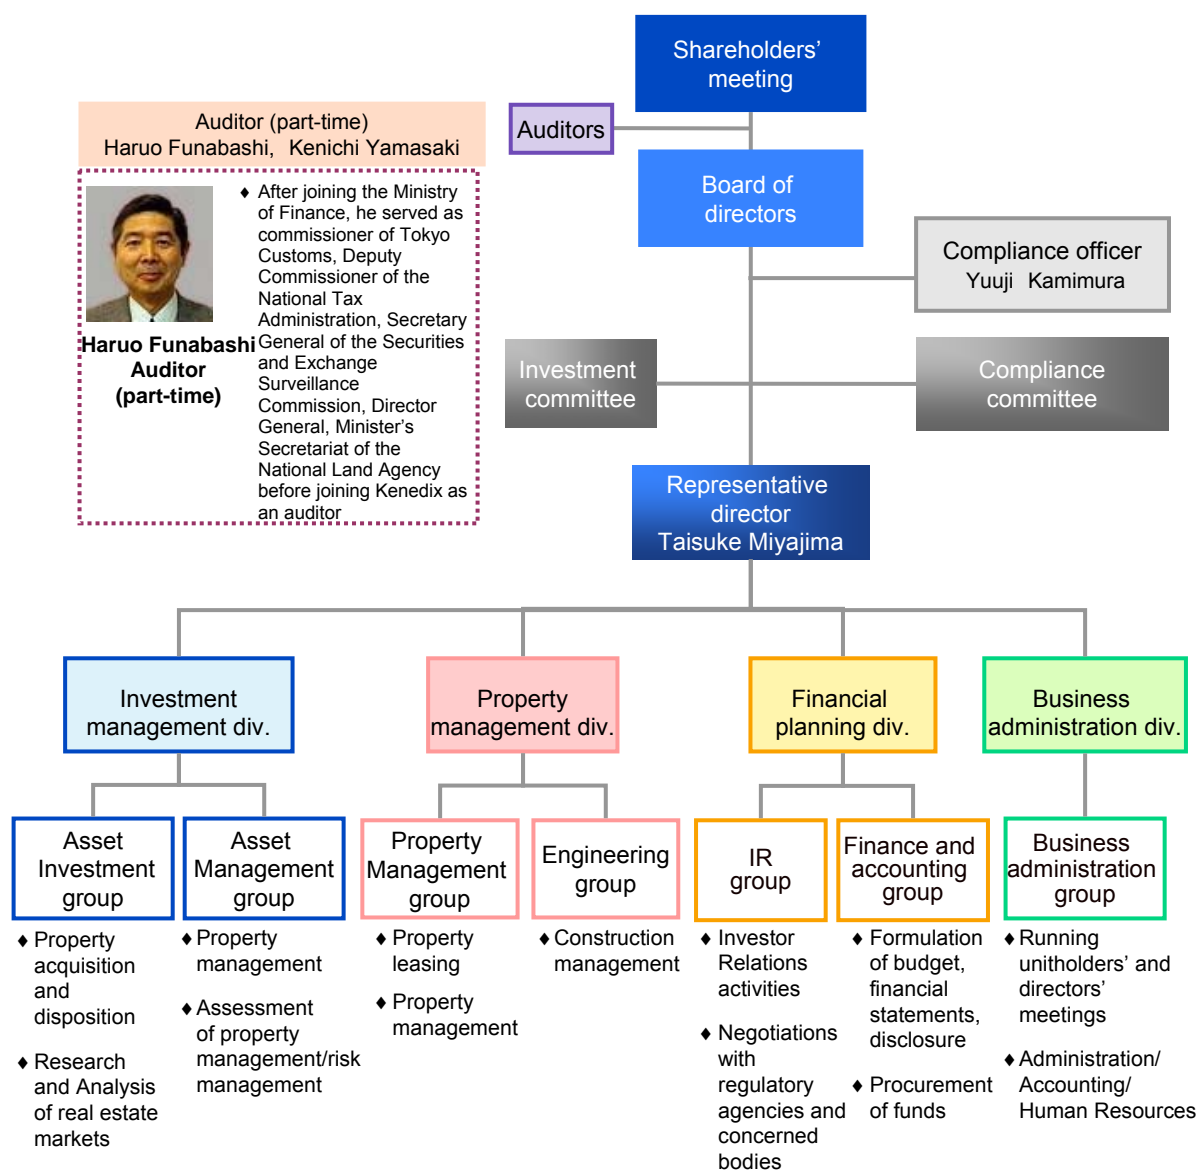 Shareholders’
meeting
Auditors
Auditor (part-time)
Haruo Funabashi, Kenichi Yamasaki
Haruo Funabashi
Auditor
(part-time)
♦ After joining the Ministry
of Finance, he served as
commissioner of Tokyo
Customs, Deputy
Commissioner of the
National Tax
Administration, Secretary
General of the Securities
and Exchange
Surveillance
Commission, Director
General, Minister’s
Secretariat of the
National Land Agency
before joining Kenedix as
an auditor
Board of
directors
Compliance officer
Yuuji Kamimura
Investment
committee
Compliance
committee
Representative
director
Taisuke Miyajima
Investment
management div.
Property
management div.
Financial
planning div.
Business
administration div.
Asset
Investment
group
♦ Property
acquisition
and
disposition
♦ Research
and Analysis
of real estate
markets
Asset
Management
group
♦ Property
management
♦ Assessment
of property
management/risk
management
Property
Management
group
♦ Property
leasing
♦ Property
management
Engineering
group
♦ Construction
management
IR
group
♦ Investor
Relations
activities
♦ Negotiations
with
regulatory
agencies and
concerned
bodies
Finance and
accounting
group
♦ Formulation
of budget,
financial
statements,
disclosure
♦ Procurement
of funds
Business
administration
group
♦ Running
unitholders’ and
directors’
meetings
♦ Administration/
Accounting/
Human Resources